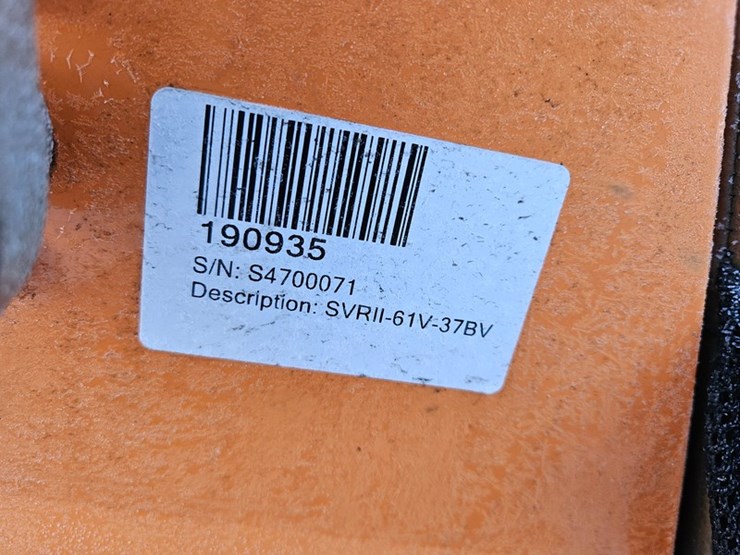 190935
S/N: S4700071
Description: SVRII-61V-37BV